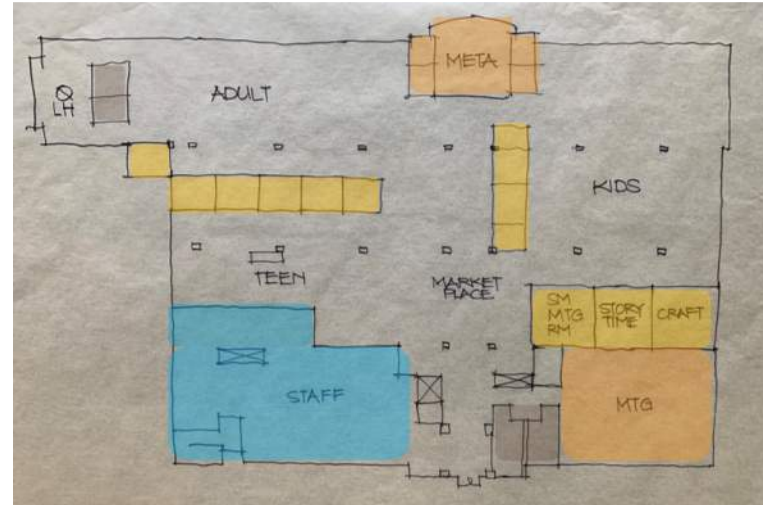 META
Q
LH
ADULT
KIDS
TEEN
MARKET
PLACE
SM
MTG
RM
STORY
TIME
CRAFT
STAFF
MTG